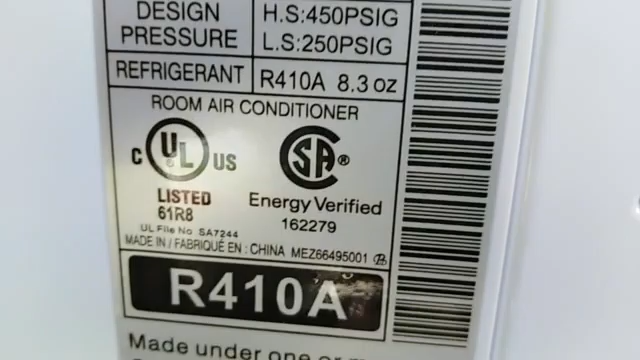 DESIGN PRESSURE H.S:450PSIG
L.S:250PSIG
REFRIGERANT R410A 8.3 oz
ROOM AIR CONDITIONER
C UL US
SA
LISTED
61R8
Energy Verified
162279
UL File No SA7244
MADE IN / FABRIQUÉ EN : CHINA MEZ66495001
R410A
Made under one or